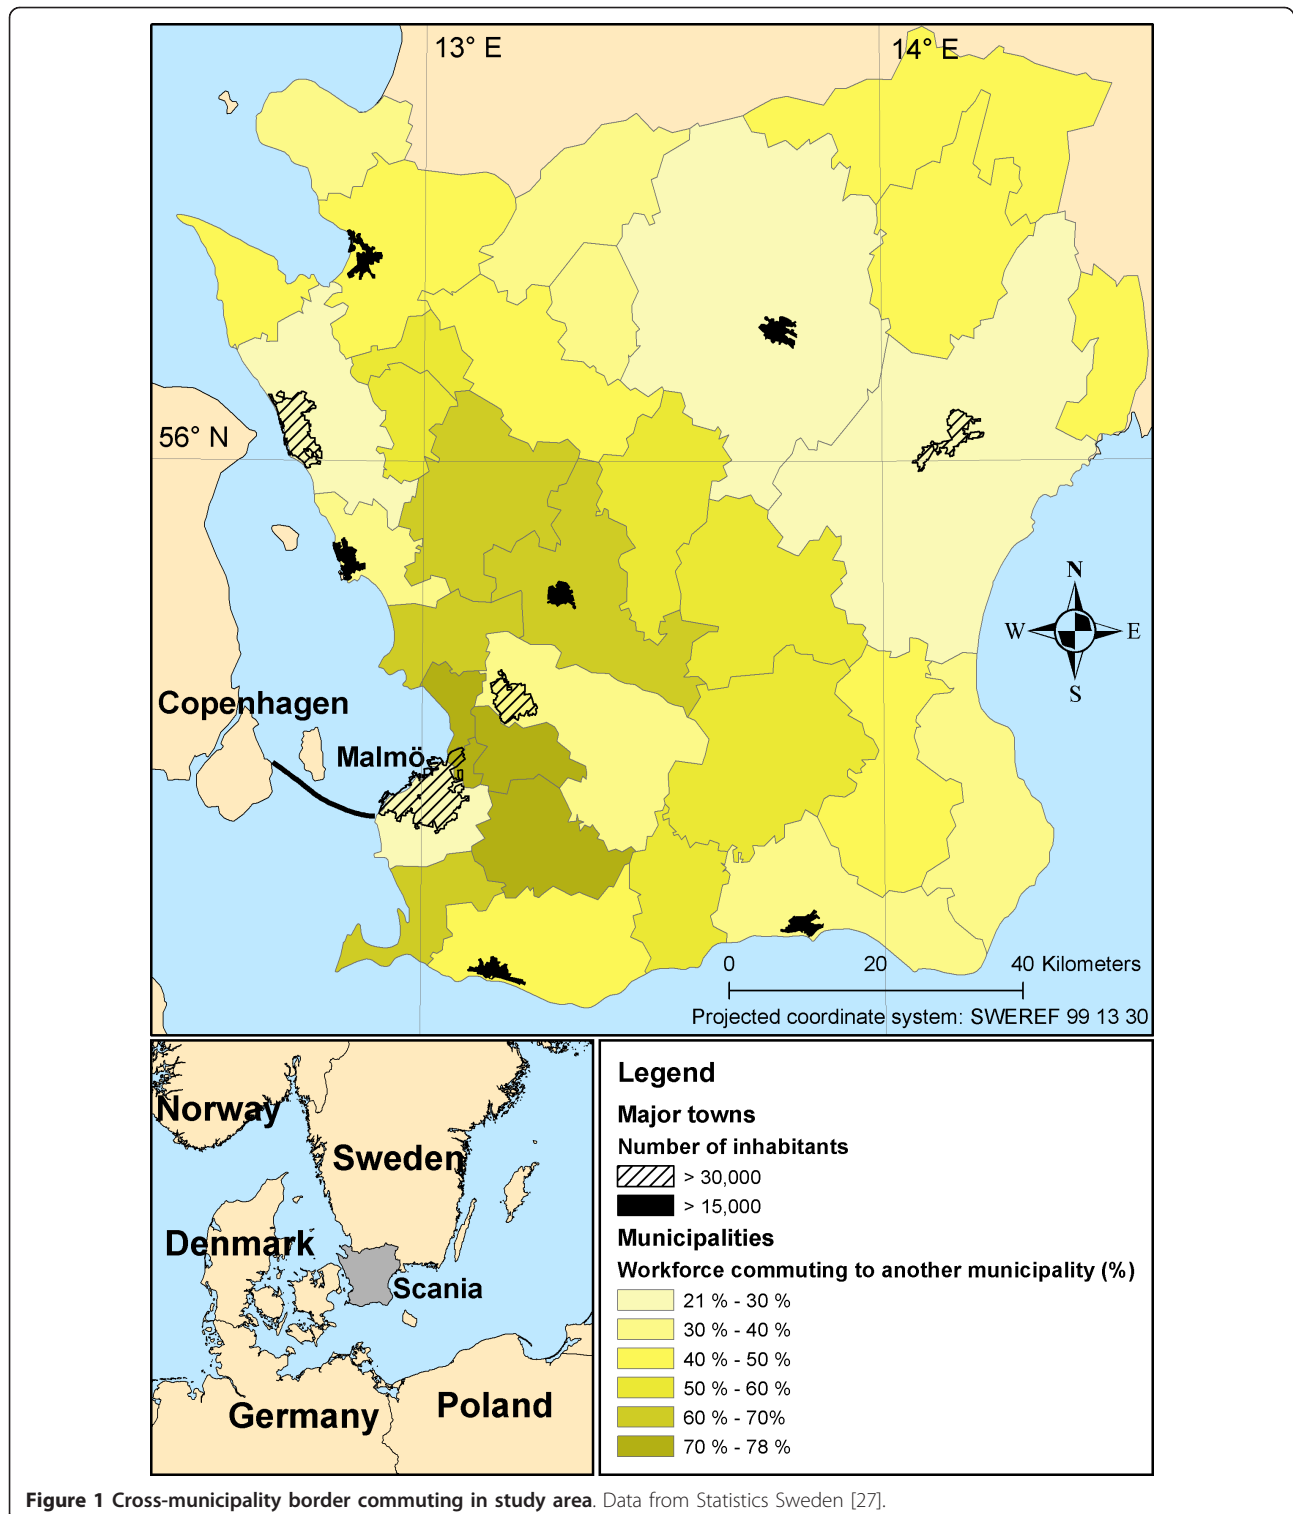 13° E
14° E
56° N
N
W
E
S
Copenhagen
Malmö
0 20 40 Kilometers
Projected coordinate system: SWEREF 99 13 30
Norway
Sweden
Denmark
Scania
Germany
Poland
Legend
Major towns
Number of inhabitants
> 30,000
> 15,000
Municipalities
Workforce commuting to another municipality (%)
21 % - 30 %
30 % - 40 %
40 % - 50 %
50 % - 60 %
60 % - 70%
70 % - 78 %
Figure 1 Cross-municipality border commuting in study area. Data from Statistics Sweden [27].